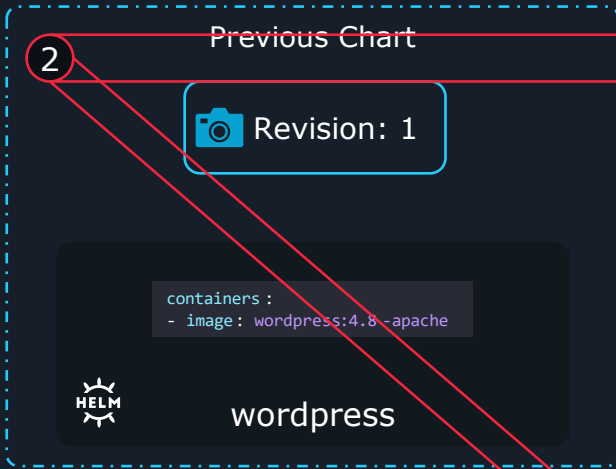 Previous Chart
2
Revision: 1
containers:
- image: wordpress:4.8-apache
HELM
wordpress